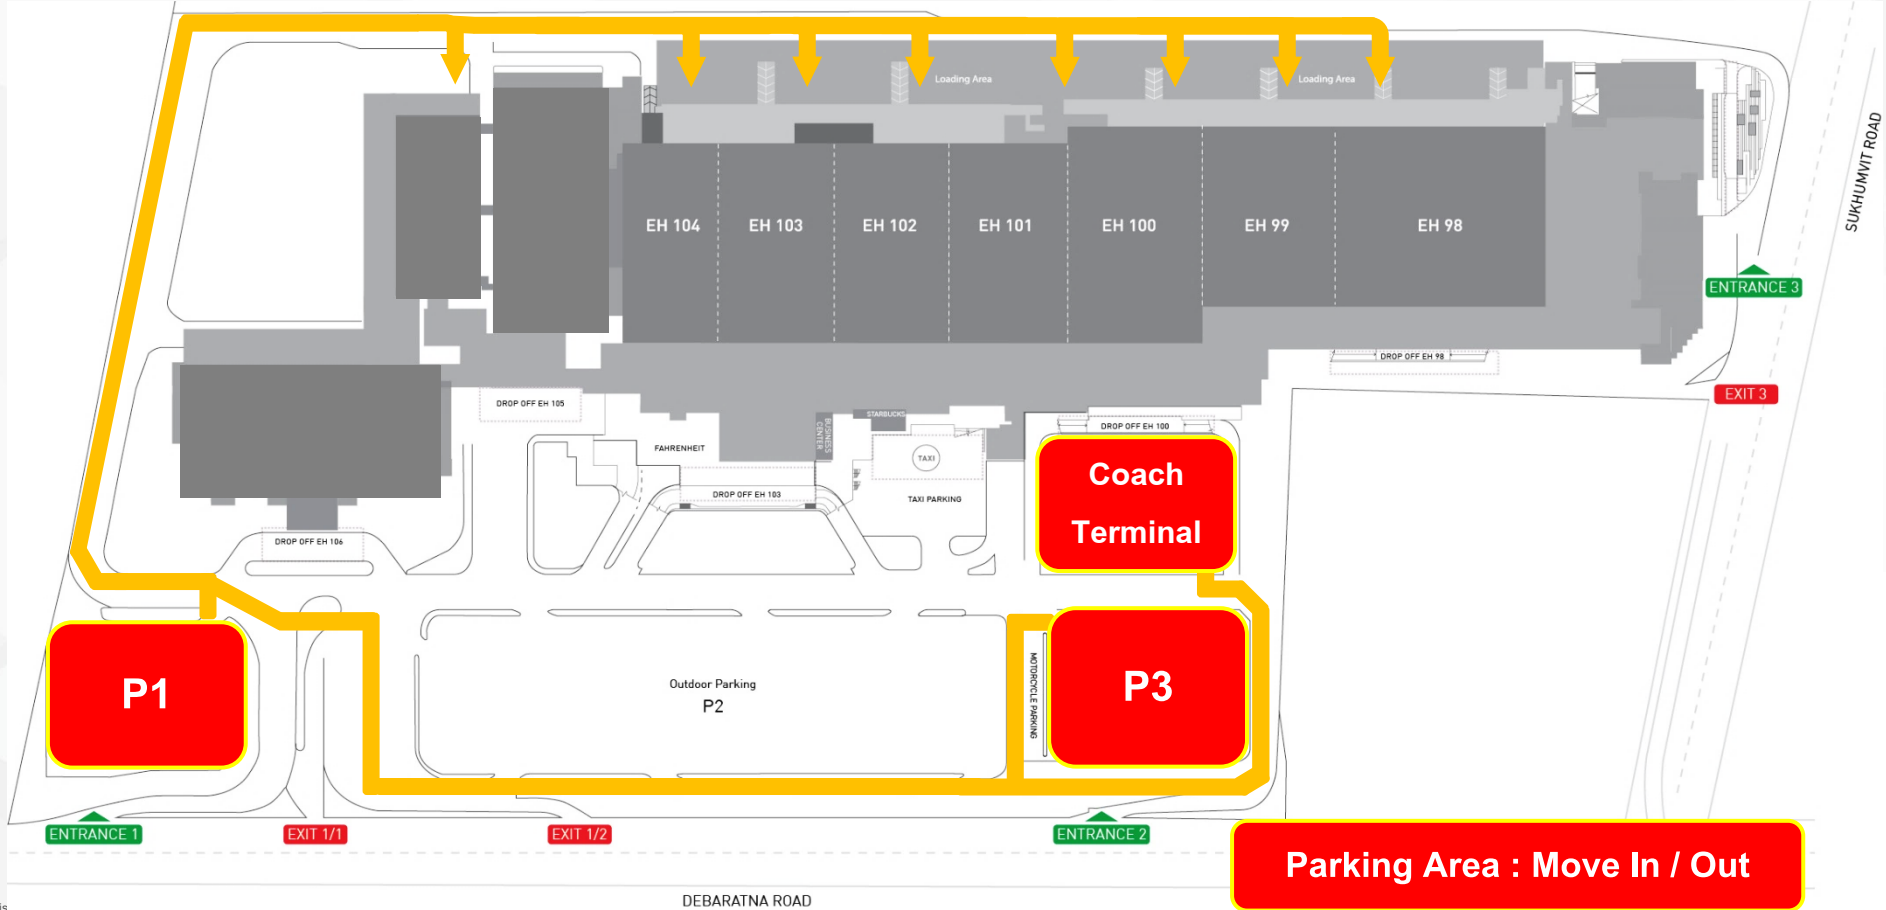 Loading Area
Loading Area
SUKHUMVIT ROAD
EH 104
EH 103
EH 102
EH 101
EH 100
EH 99
EH 98
ENTRANCE 3
DROP OFF EH 98
EXIT 3
DROP OFF EH 105
STARBUCKS
BUSINESS
CENTER
DROP OFF EH 100
FAHRENHEIT
TAXI
Coach
Terminal
DROP OFF EH 103
TAXI PARKING
DROP OFF EH 106
P1
Outdoor Parking
P2
MOTORCYCLE PARKING
P3
ENTRANCE 1
EXIT 1/1
EXIT 1/2
ENTRANCE 2
Parking Area : Move In / Out
DEBARATNA ROAD